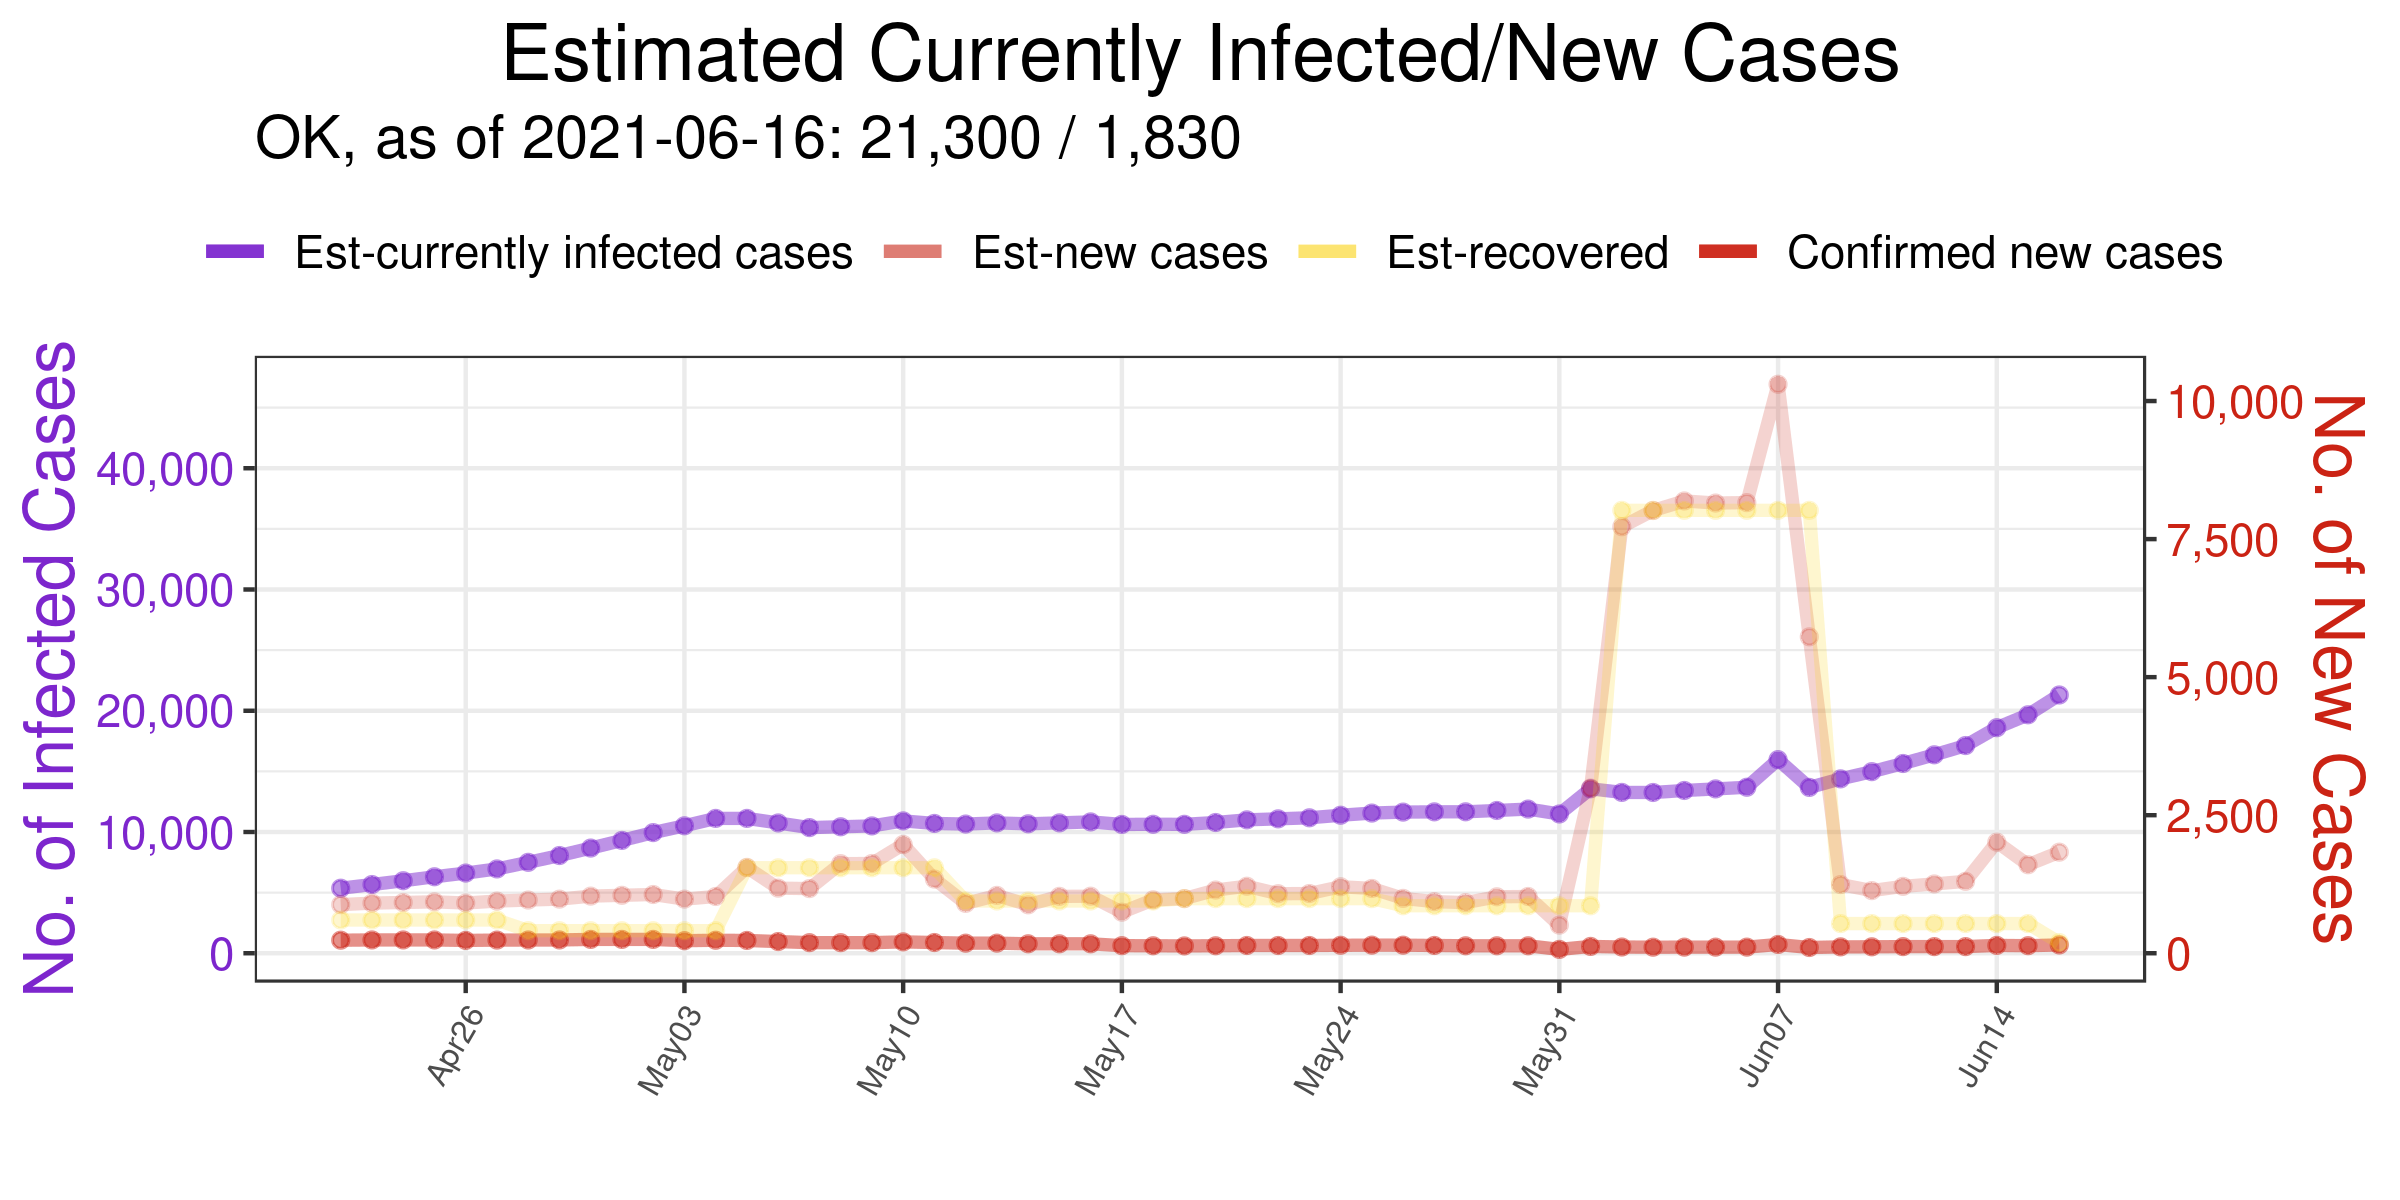 Estimated Currently Infected/New Cases
OK, as of 2021-06-16: 21,300 / 1,830
Est-currently infected cases Est-new cases Est-recovered Confirmed new cases
No. of Infected Cases
40,000
30,000
20,000
10,000
0
10,000
7,500
5,000
2,500
0
No. of New Cases
Apr26 May03 May10 May17 May24 May31 Jun07 Jun14